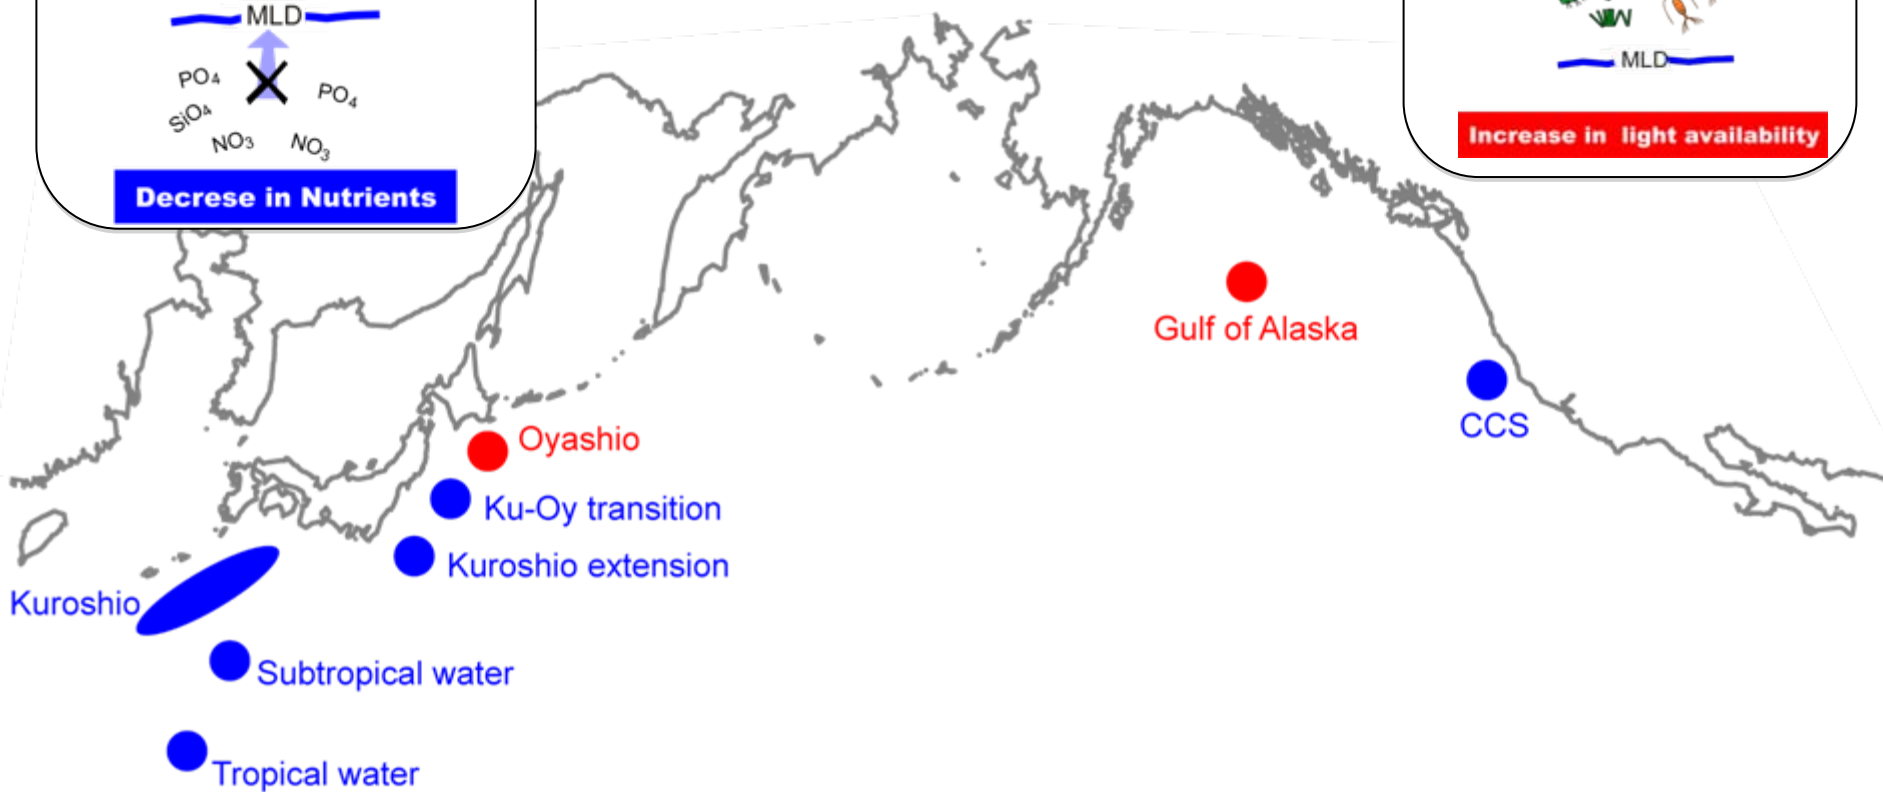 MLD
PO₄
PO₄
SiO₄
NO₃
NO₃
Decrese in Nutrients
MLD
Increase in light availability
Gulf of Alaska
CCS
Oyashio
Ku-Oy transition
Kuroshio extension
Kuroshio
Subtropical water
Tropical water